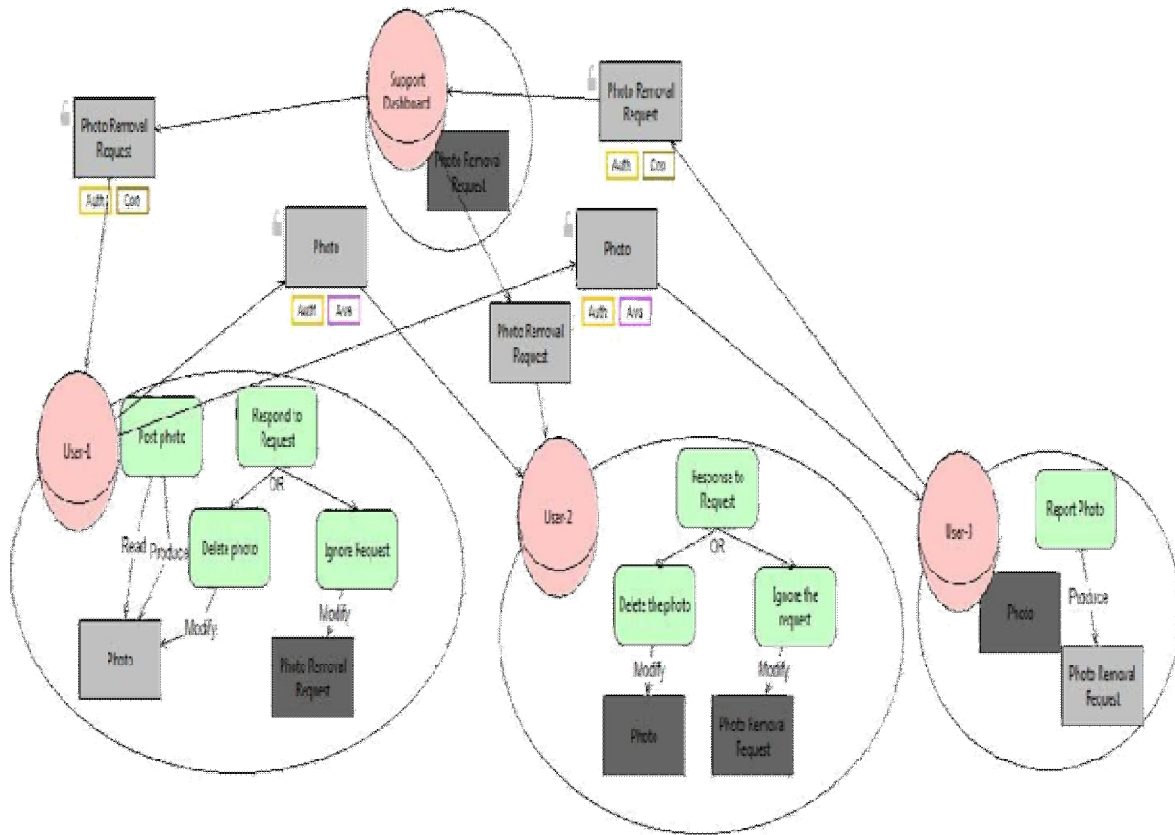 Support
Dashboard
Photo Removal
Request
Photo Removal
Request
Auth
Con
Photo Removal
Request
Auth
Con
Photo
Auth
Ava
Photo
Auth
Ava
Photo Removal
Request
User-1
Post photo
Respond to
Request
OR
Delete photo
Ignore Request
Read
Produce
Modify
Modify
Photo
Photo Removal
Request
User-2
Response to
Request
OR
Delete the photo
Ignore the
request
Modify
Modify
Photo
Photo Removal
Request
User-3
Report Photo
Photo
Produce
Photo Removal
Request